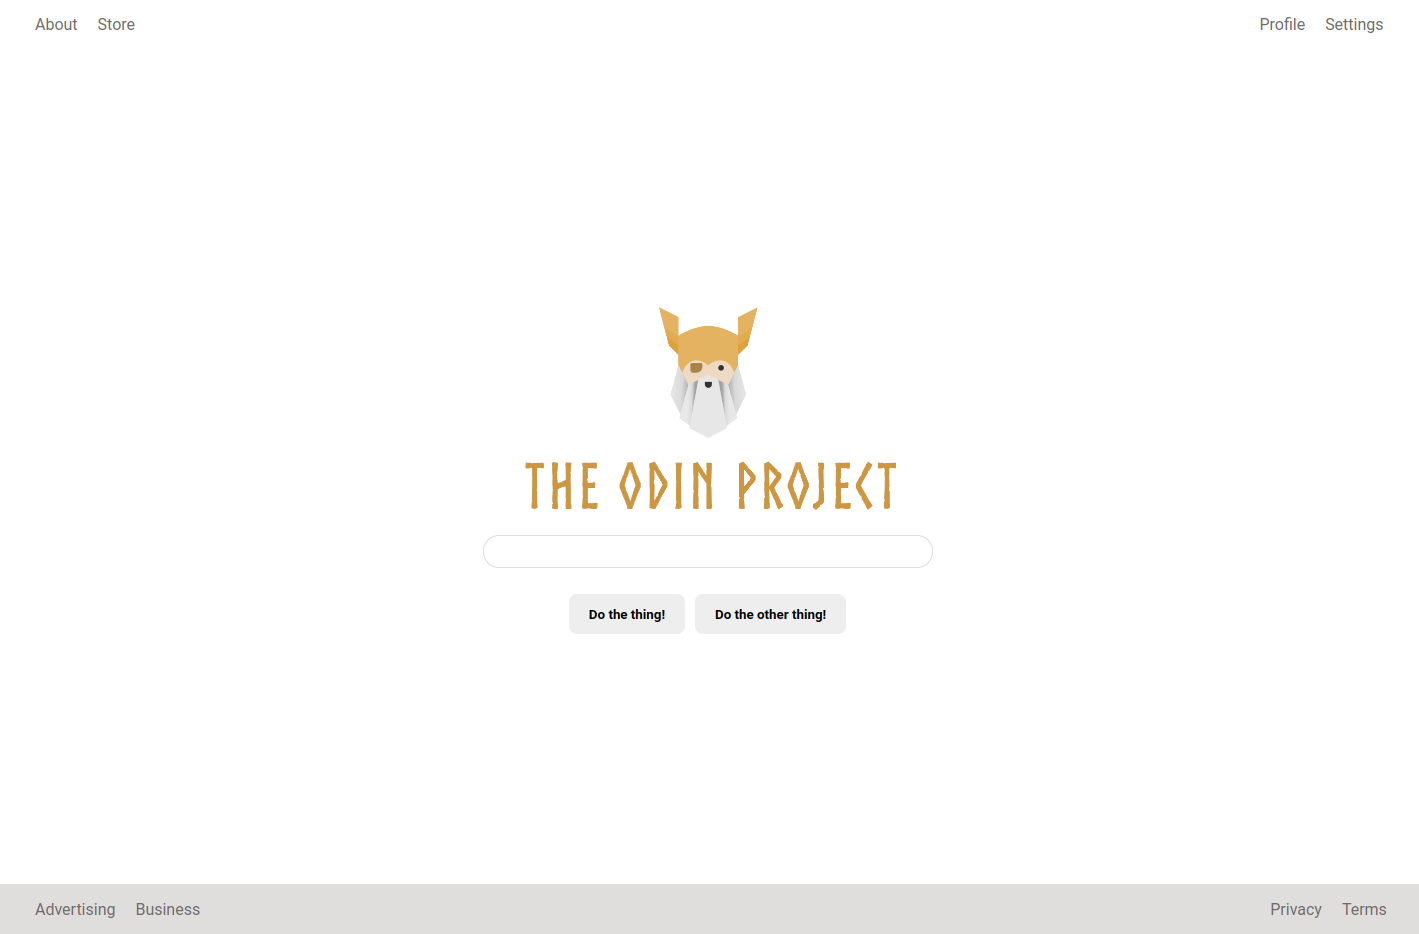 About Store Profile Settings
THE ODIN PROJECT
Do the thing! Do the other thing!
Advertising Business Privacy Terms